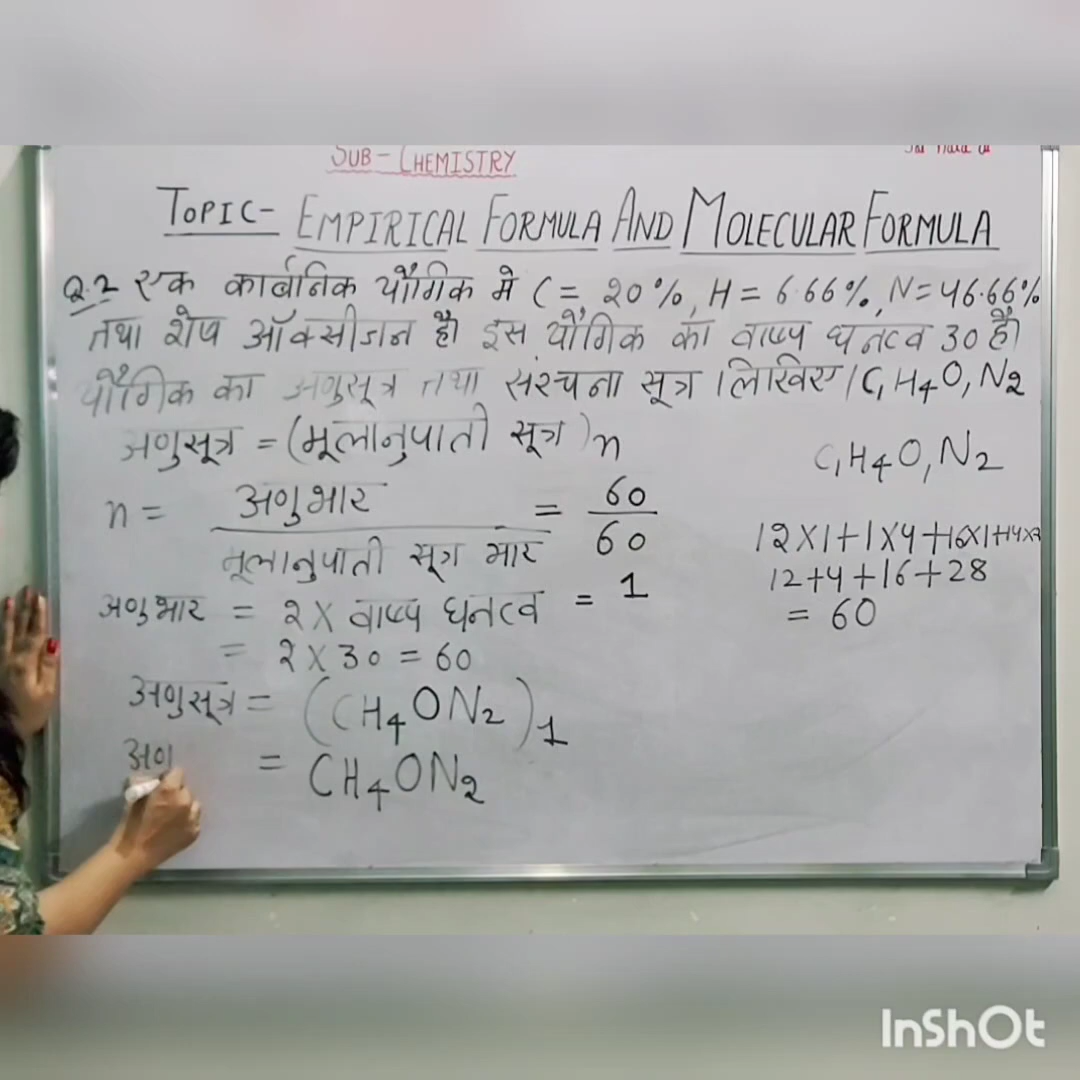 SUB - CHEMISTRY
TOPIC- EMPIRICAL FORMULA AND MOLECULAR FORMULA
Q.2 एक कार्बनिक यौगिक मे C = 20%, H = 6.66%, N=46.66%
तथा शेष ऑक्सीजन है। इस यौगिक का वाष्प घनत्व 30 है।
यौगिक का अणुसूत्र तथा संरचना सूत्र लिखिए/C1H4O1N2
अणुसूत्र = (मूलानुपाती सूत्र)n
C1H4O1N2
n = अणुभार / मूलानुपाती सूत्र भार = 60 / 60
= 1
12×1+1×4+16×1+14×2
12+4+16+28
= 60
अणुभार = 2 × वाष्प घनत्व
= 2 × 30 = 60
अणुसूत्र = (CH4ON2)1
अणु = CH4ON2
InShOt